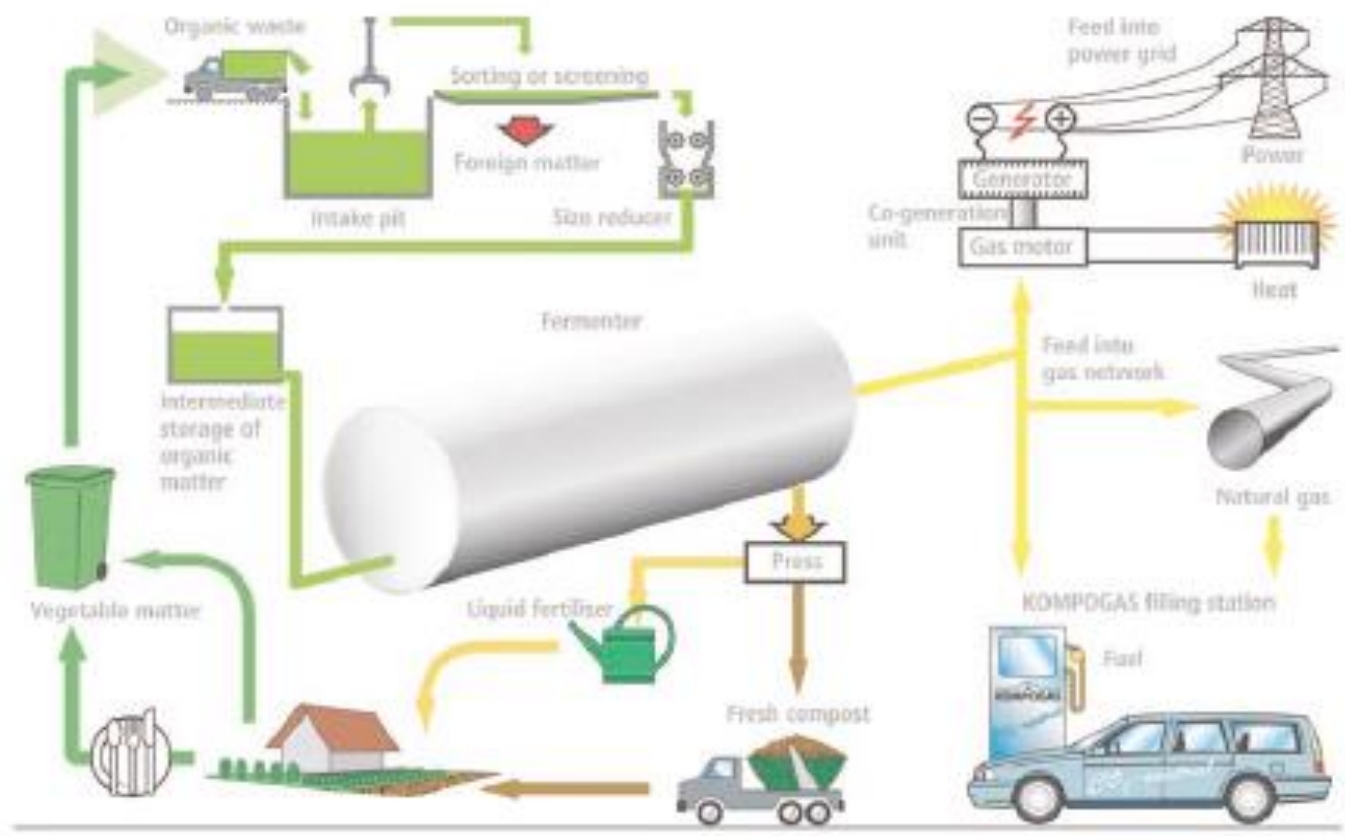 Organic waste
Sorting or screening
Foreign matter
Intake pit
Size reducer
Feed into
power grid
Power
Generator
Co-generation
unit
Gas motor
Heat
Fermenter
Intermediate
storage of
organic
matter
Feed into
gas network
Natural gas
Press
Vegetable matter
Liquid fertiliser
KOMPOGAS filling station
Fuel
KOMPOGAS
Fresh compost